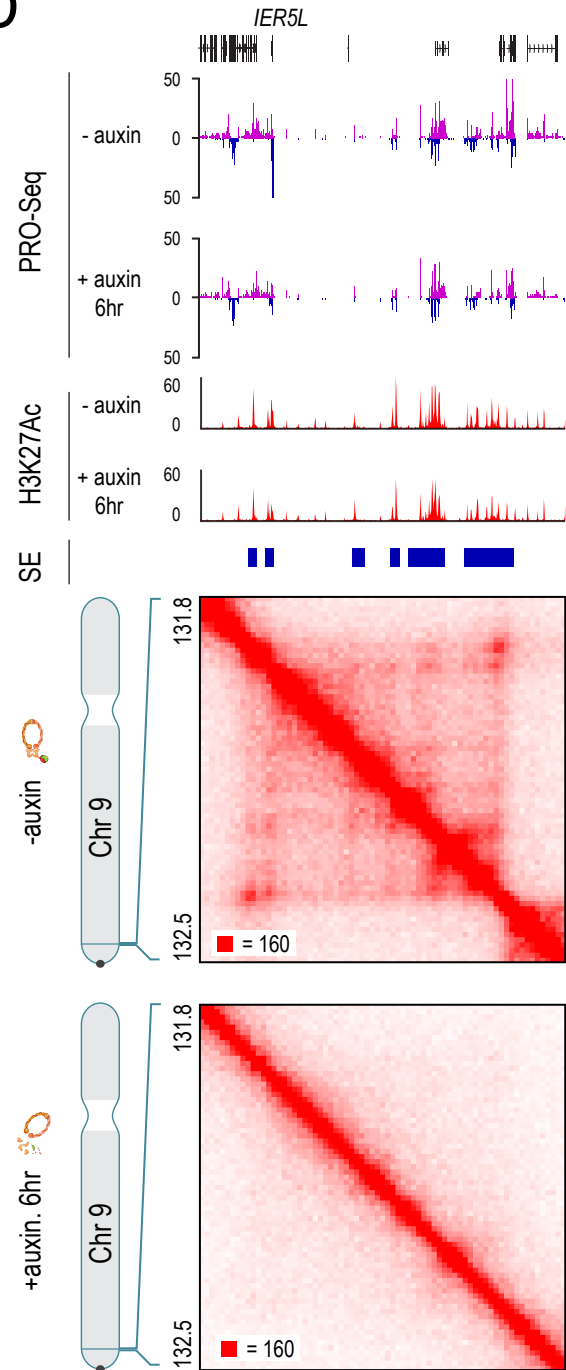 D
IER5L
PRO-Seq
- auxin
50
0
50
+ auxin
6hr
50
0
50
H3K27Ac
- auxin
60
0
+ auxin
6hr
60
0
SE
-auxin
Chr 9
131.8
132.5
= 160
+auxin. 6hr
Chr 9
131.8
132.5
= 160